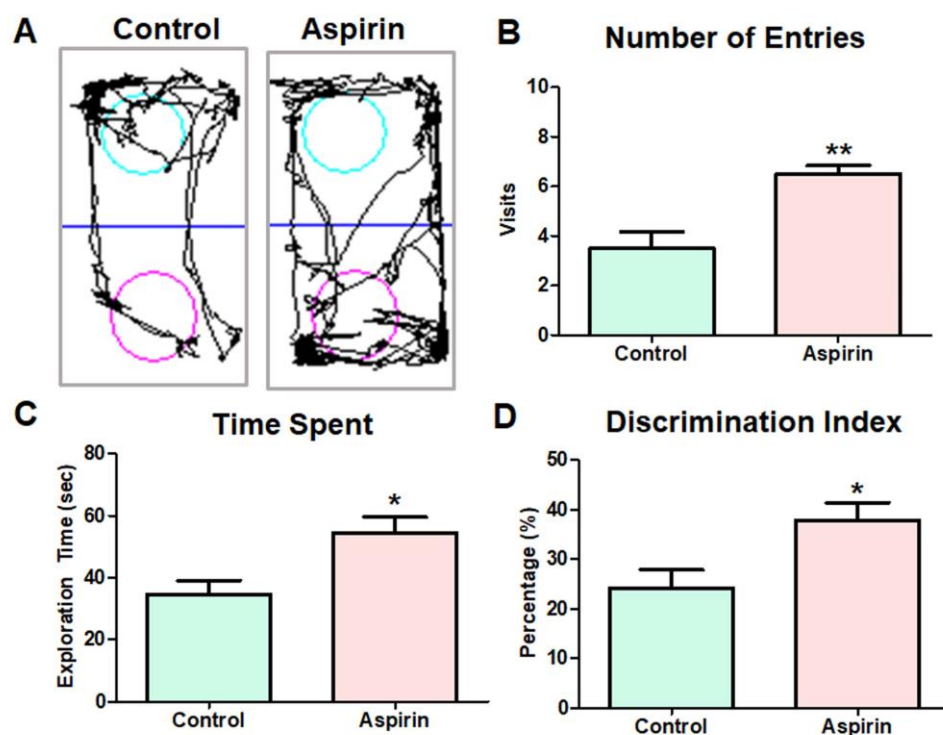 A
Control
Aspirin
B
Number of Entries
Visits
10
8
6
4
2
0
**
Control
Aspirin
C
Time Spent
Exploration Time (sec)
80
60
40
20
0
*
Control
Aspirin
D
Discrimination Index
Percentage (%)
50
40
30
20
10
0
*
Control
Aspirin